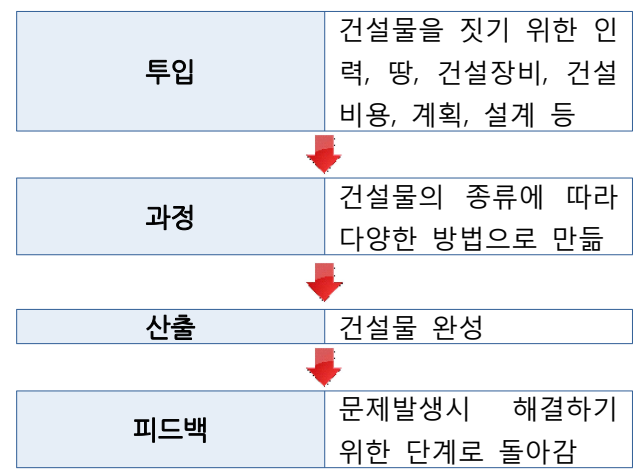 투입
건설물을 짓기 위한 인
력, 땅, 건설장비, 건설
비용, 계획, 설계 등
과정
건설물의 종류에 따라
다양한 방법으로 만듦
산출
건설물 완성
피드백
문제발생시 해결하기
위한 단계로 돌아감